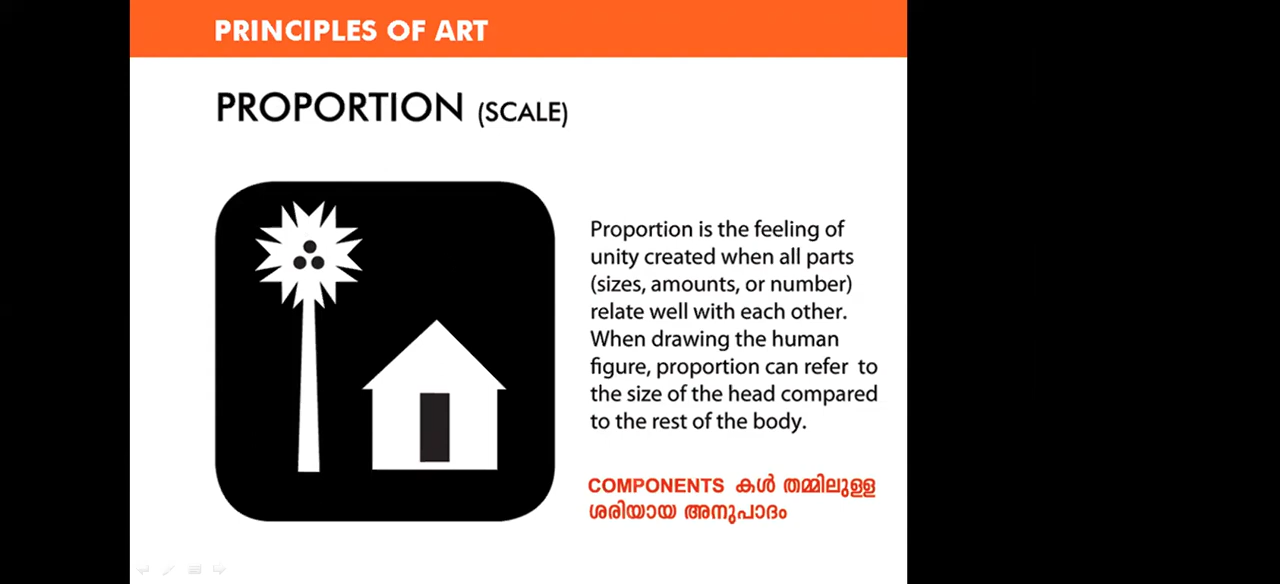 PRINCIPLES OF ART
PROPORTION (SCALE)
Proportion is the feeling of
unity created when all parts
(sizes, amounts, or number)
relate well with each other.
When drawing the human
figure, proportion can refer to
the size of the head compared
to the rest of the body.
COMPONENTS കൾ തമ്മിലുള്ള
ശരിയായ അനുപാദം